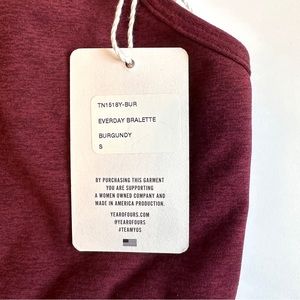 TN1518Y-BUR
EVERDAY BRALETTE
BURGUNDY
S
BY PURCHASING THIS GARMENT
YOU ARE SUPPORTING
A WOMEN OWNED COMPANY AND
MADE IN AMERICA PRODUCTION.
YEAROFOURS.COM
@YEAROFOURS
#TEAMYOS